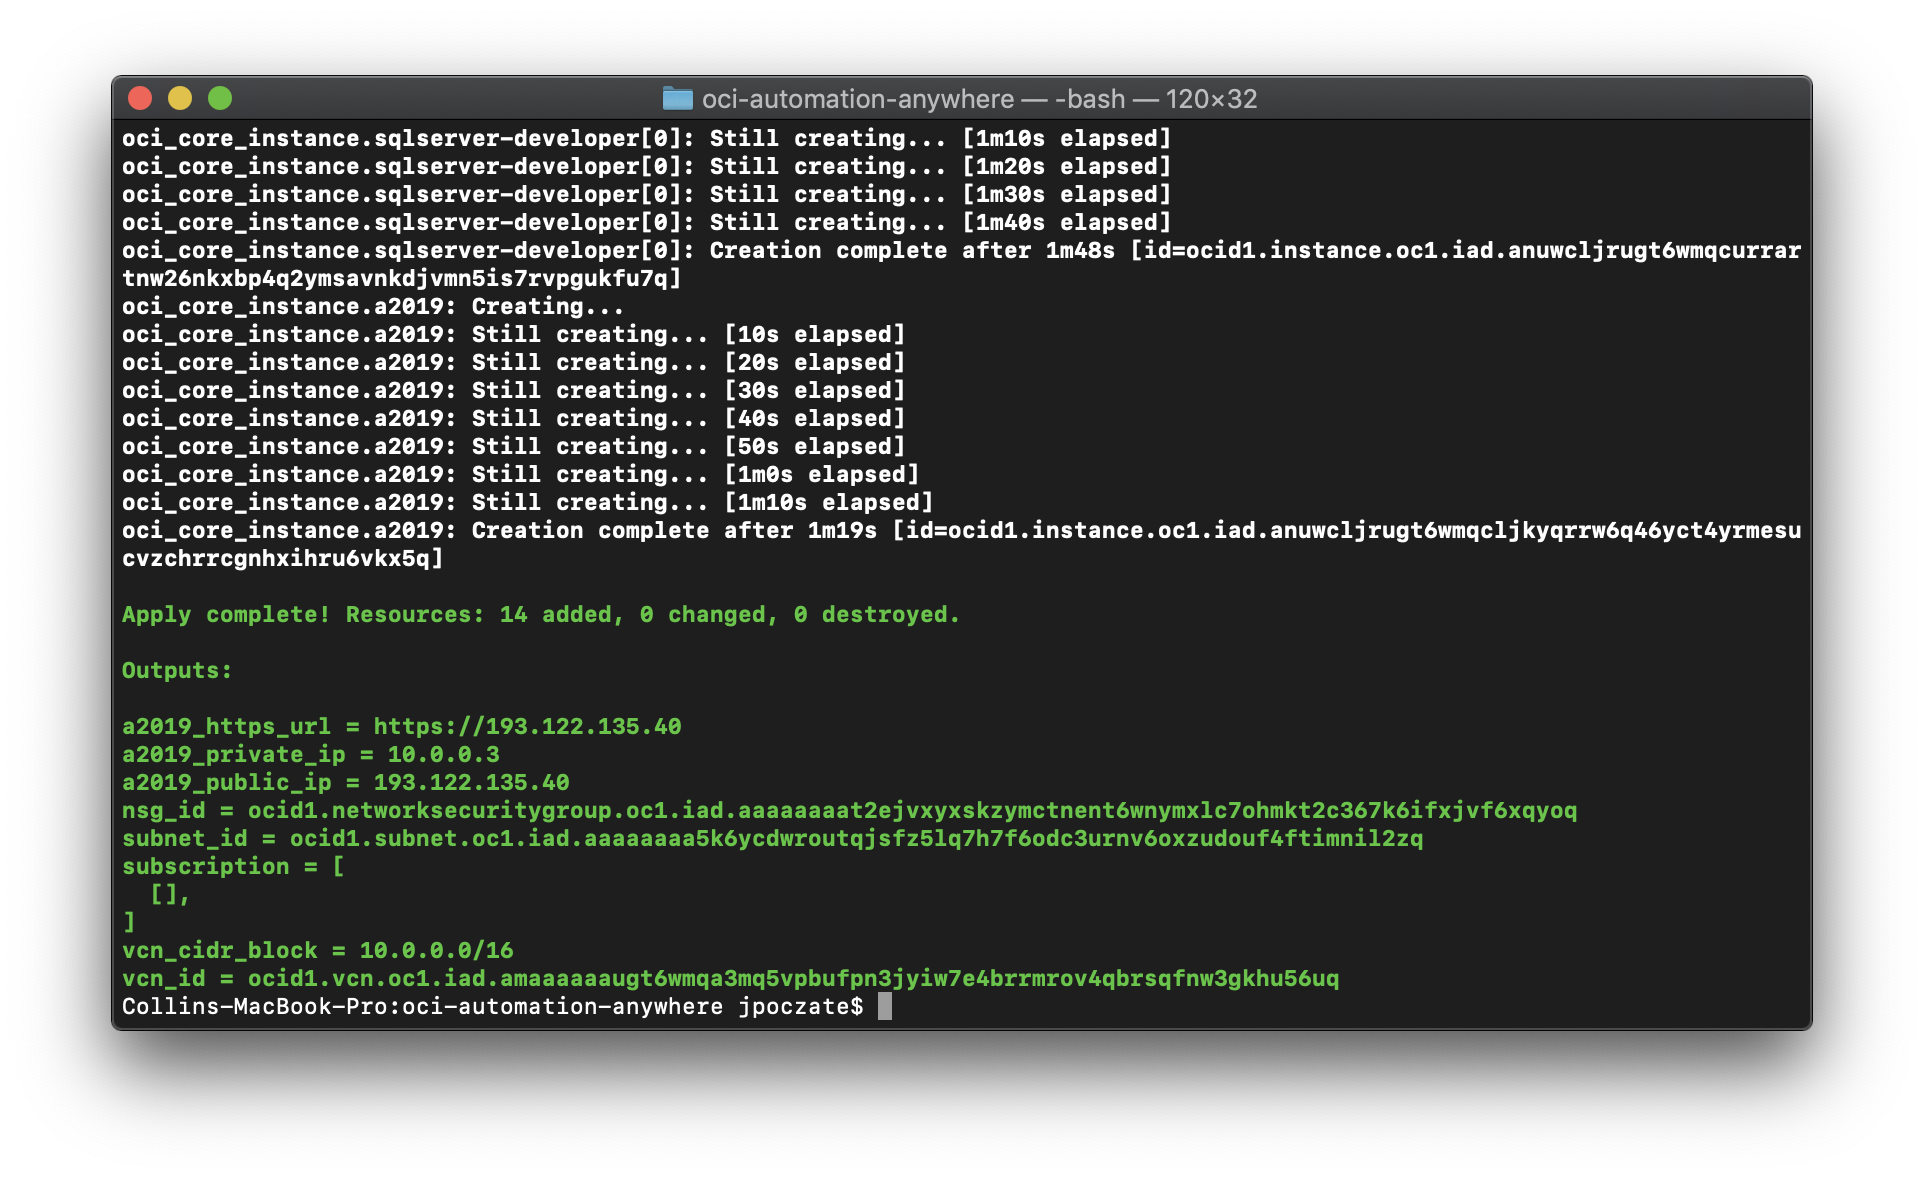 oci-automation-anywhere — -bash — 120×32
oci_core_instance.sqlserver-developer[0]: Still creating... [1m10s elapsed]
oci_core_instance.sqlserver-developer[0]: Still creating... [1m20s elapsed]
oci_core_instance.sqlserver-developer[0]: Still creating... [1m30s elapsed]
oci_core_instance.sqlserver-developer[0]: Still creating... [1m40s elapsed]
oci_core_instance.sqlserver-developer[0]: Creation complete after 1m48s [id=ocid1.instance.oc1.iad.anuwcljrugt6wmqcurrar
tnw26nkxbp4q2ymsavnkdjvmn5is7rvpgukfu7q]
oci_core_instance.a2019: Creating...
oci_core_instance.a2019: Still creating... [10s elapsed]
oci_core_instance.a2019: Still creating... [20s elapsed]
oci_core_instance.a2019: Still creating... [30s elapsed]
oci_core_instance.a2019: Still creating... [40s elapsed]
oci_core_instance.a2019: Still creating... [50s elapsed]
oci_core_instance.a2019: Still creating... [1m0s elapsed]
oci_core_instance.a2019: Still creating... [1m10s elapsed]
oci_core_instance.a2019: Creation complete after 1m19s [id=ocid1.instance.oc1.iad.anuwcljrugt6wmqcljkyqrrw6q46yct4yrmesu
cvzchrrcgnhxihru6vkx5q]
Apply complete! Resources: 14 added, 0 changed, 0 destroyed.
Outputs:
a2019_https_url = https://193.122.135.40
a2019_private_ip = 10.0.0.3
a2019_public_ip = 193.122.135.40
nsg_id = ocid1.networksecuritygroup.oc1.iad.aaaaaaaat2ejvxyxskzymctnent6wnymxlc7ohmkt2c367k6ifxjvf6xqyoq
subnet_id = ocid1.subnet.oc1.iad.aaaaaaaa5k6ycdwroutqjsfz5lq7h7f6odc3urnv6oxzudouf4ftimnil2zq
subscription = [
  [],
]
vcn_cidr_block = 10.0.0.0/16
vcn_id = ocid1.vcn.oc1.iad.amaaaaaaugt6wmqa3mq5vpbufpn3jyiw7e4brrmrov4qbrsqfnw3gkhu56uq
Collins-MacBook-Pro:oci-automation-anywhere jpoczate$